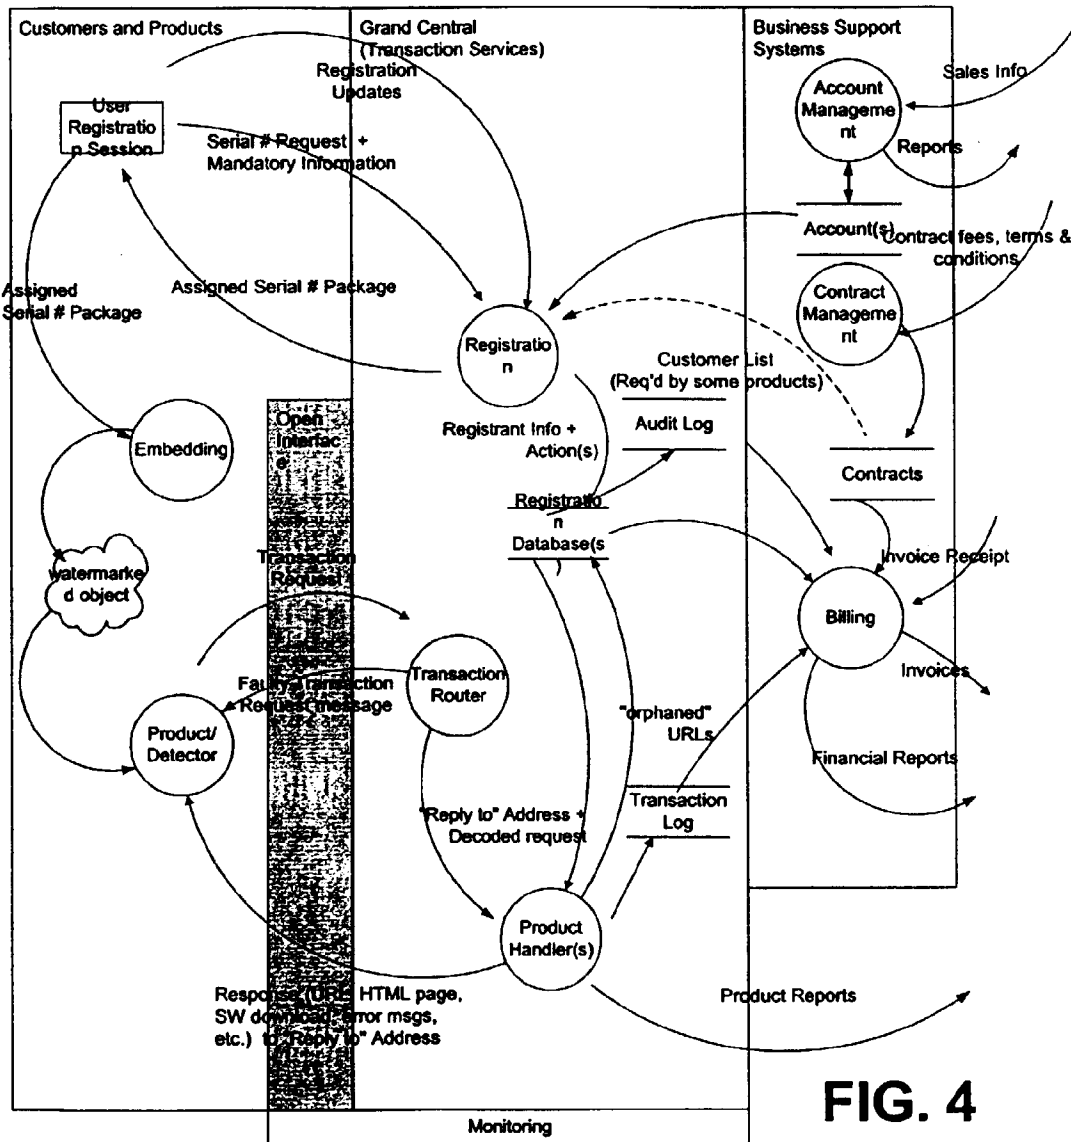 Customers and Products
Grand Central
(Transaction Services)
Business Support
Systems
Registration
Updates
User
Registratio
n Session
Serial # Request +
Mandatory Information
Account
Manageme
nt
Sales Info
Reports
Account(s)
Contract fees, terms &
conditions
Assigned
Serial # Package
Assigned Serial # Package
Contract
Manageme
nt
Registratio
n
Customer List
(Req'd by some products)
Open
Interfac
e
Registrant Info +
Action(s)
Audit Log
Embedding
Contracts
Registratio
n
Database(s
)
Transaction
Request
watermarke
d object
Invoice Receipt
Billing
Invoices
Faulty Transaction
Request message
Transaction
Router
"orphaned"
URLs
Product/
Detector
Financial Reports
"Reply to" Address +
Decoded request
Transaction
Log
Product
Handler(s)
Response (URL, HTML page,
SW download, error msgs,
etc.) to "Reply to" Address
Product Reports
Monitoring
FIG. 4